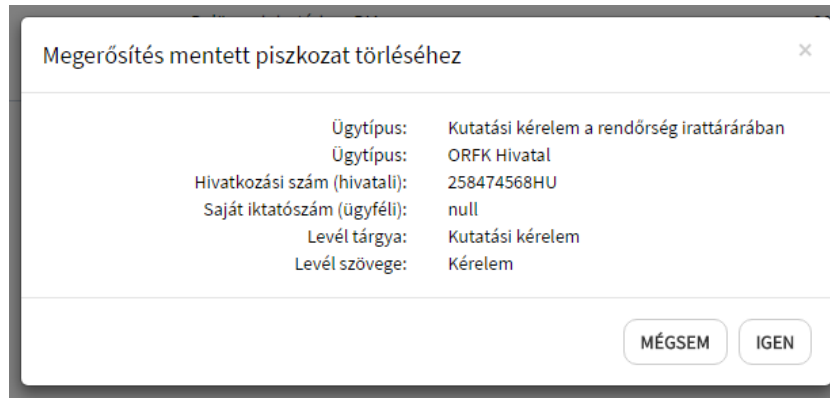 Megerősítés mentett piszkozat törléséhez ×
Ügytípus: Kutatási kérelem a rendőrség irattárárában
Ügytípus: ORFK Hivatal
Hivatkozási szám (hivatali): 258474568HU
Saját iktatószám (ügyféli): null
Levél tárgya: Kutatási kérelem
Levél szövege: Kérelem
MÉGSEM IGEN